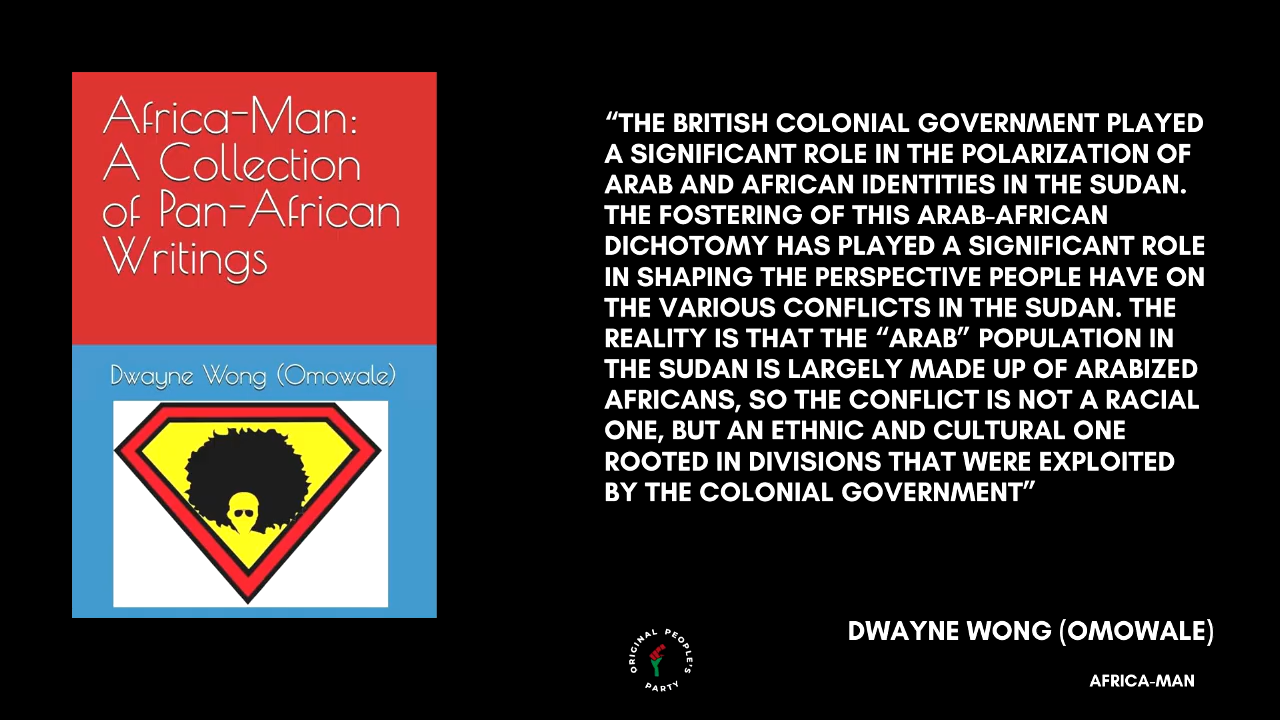 Africa-Man:
A Collection
of Pan-African
Writings
Dwayne Wong (Omowale)
“THE BRITISH COLONIAL GOVERNMENT PLAYED
A SIGNIFICANT ROLE IN THE POLARIZATION OF
ARAB AND AFRICAN IDENTITIES IN THE SUDAN.
THE FOSTERING OF THIS ARAB-AFRICAN
DICHOTOMY HAS PLAYED A SIGNIFICANT ROLE
IN SHAPING THE PERSPECTIVE PEOPLE HAVE ON
THE VARIOUS CONFLICTS IN THE SUDAN. THE
REALITY IS THAT THE “ARAB” POPULATION IN
THE SUDAN IS LARGELY MADE UP OF ARABIZED
AFRICANS, SO THE CONFLICT IS NOT A RACIAL
ONE, BUT AN ETHNIC AND CULTURAL ONE
ROOTED IN DIVISIONS THAT WERE EXPLOITED
BY THE COLONIAL GOVERNMENT”
DWAYNE WONG (OMOWALE)
AFRICA-MAN
ORIGINAL PEOPLE'S
PARTY